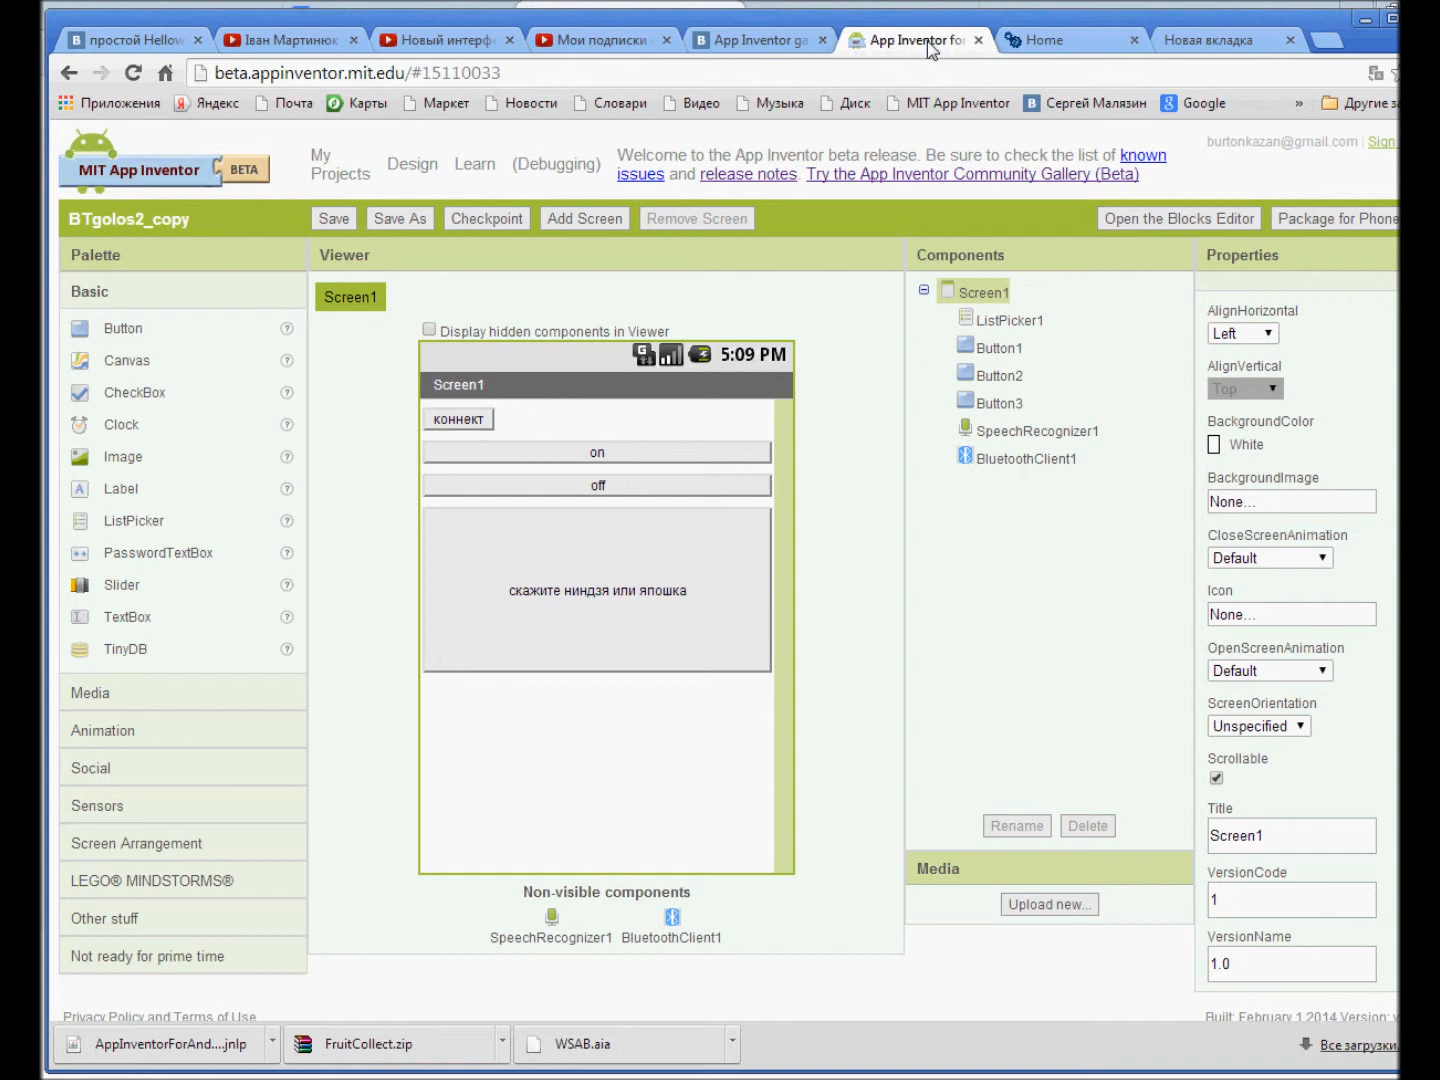 простой Hellow
Іван Мартинюк
Новый интерфе
Мои подписки
App Inventor ga
App Inventor for
Home
Новая вкладка
beta.appinventor.mit.edu/#15110033
Приложения
Яндекс
Почта
Карты
Маркет
Новости
Словари
Видео
Музыка
Диск
MIT App Inventor
Сергей Малязин
Google
»
Другие за
MIT App Inventor
BETA
My Projects
Design
Learn
(Debugging)
Welcome to the App Inventor beta release. Be sure to check the list of known
issues and release notes. Try the App Inventor Community Gallery (Beta)
burtonkazan@gmail.com | Sign
BTgolos2_copy
Save
Save As
Checkpoint
Add Screen
Remove Screen
Open the Blocks Editor
Package for Phone
Palette
Basic
Button
Canvas
CheckBox
Clock
Image
Label
ListPicker
PasswordTextBox
Slider
TextBox
TinyDB
Media
Animation
Social
Sensors
Screen Arrangement
LEGO® MINDSTORMS®
Other stuff
Not ready for prime time
Viewer
Screen1
Display hidden components in Viewer
5:09 PM
Screen1
коннект
on
off
скажите ниндзя или япошка
Non-visible components
SpeechRecognizer1
BluetoothClient1
Components
Screen1
ListPicker1
Button1
Button2
Button3
SpeechRecognizer1
BluetoothClient1
Rename
Delete
Media
Upload new...
Properties
AlignHorizontal
Left
AlignVertical
Top
BackgroundColor
White
BackgroundImage
None...
CloseScreenAnimation
Default
Icon
None...
OpenScreenAnimation
Default
ScreenOrientation
Unspecified
Scrollable
Title
Screen1
VersionCode
1
VersionName
1.0
Privacy Policy and Terms of Use
Built: February 1 2014 Version:
AppInventorForAnd....jnlp
FruitCollect.zip
WSAB.aia
Все загрузки